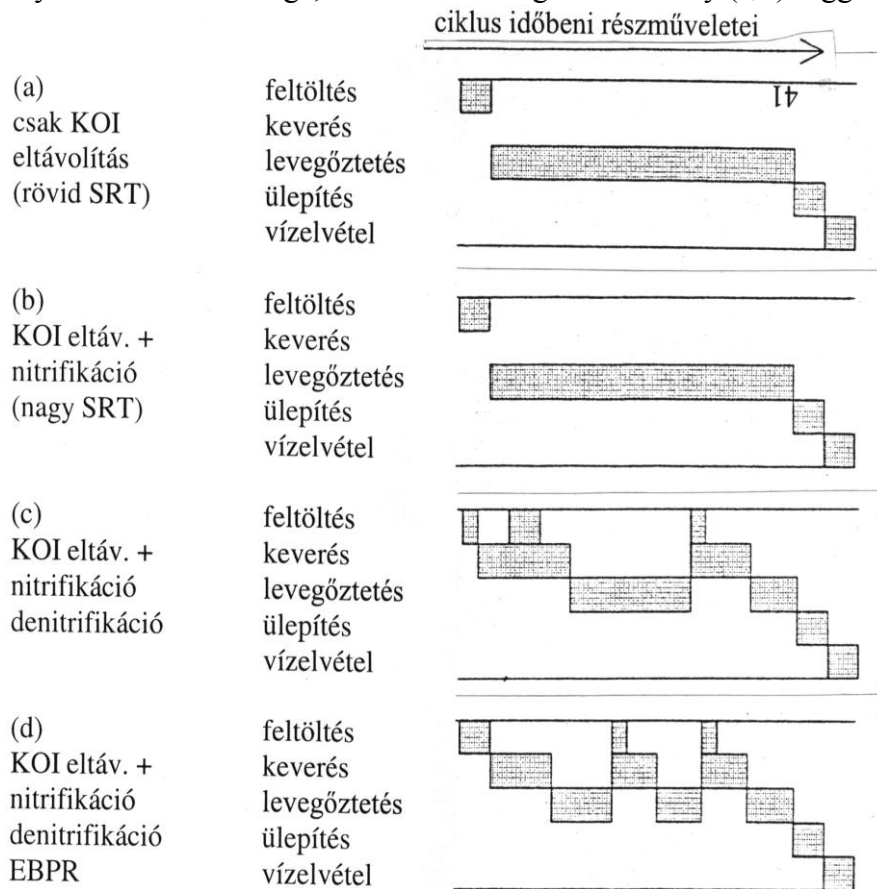 ciklus időbeni részműveletei
41
(a) feltöltés
csak KOI keverés
eltávolítás levegőztetés
(rövid SRT) ülepítés
vízelvétel
(b) feltöltés
KOI eltáv. + keverés
nitrifikáció levegőztetés
(nagy SRT) ülepítés
vízelvétel
(c) feltöltés
KOI eltáv. + keverés
nitrifikáció levegőztetés
denitrifikáció ülepítés
vízelvétel
(d) feltöltés
KOI eltáv. + keverés
nitrifikáció levegőztetés
denitrifikáció ülepítés
EBPR vízelvétel